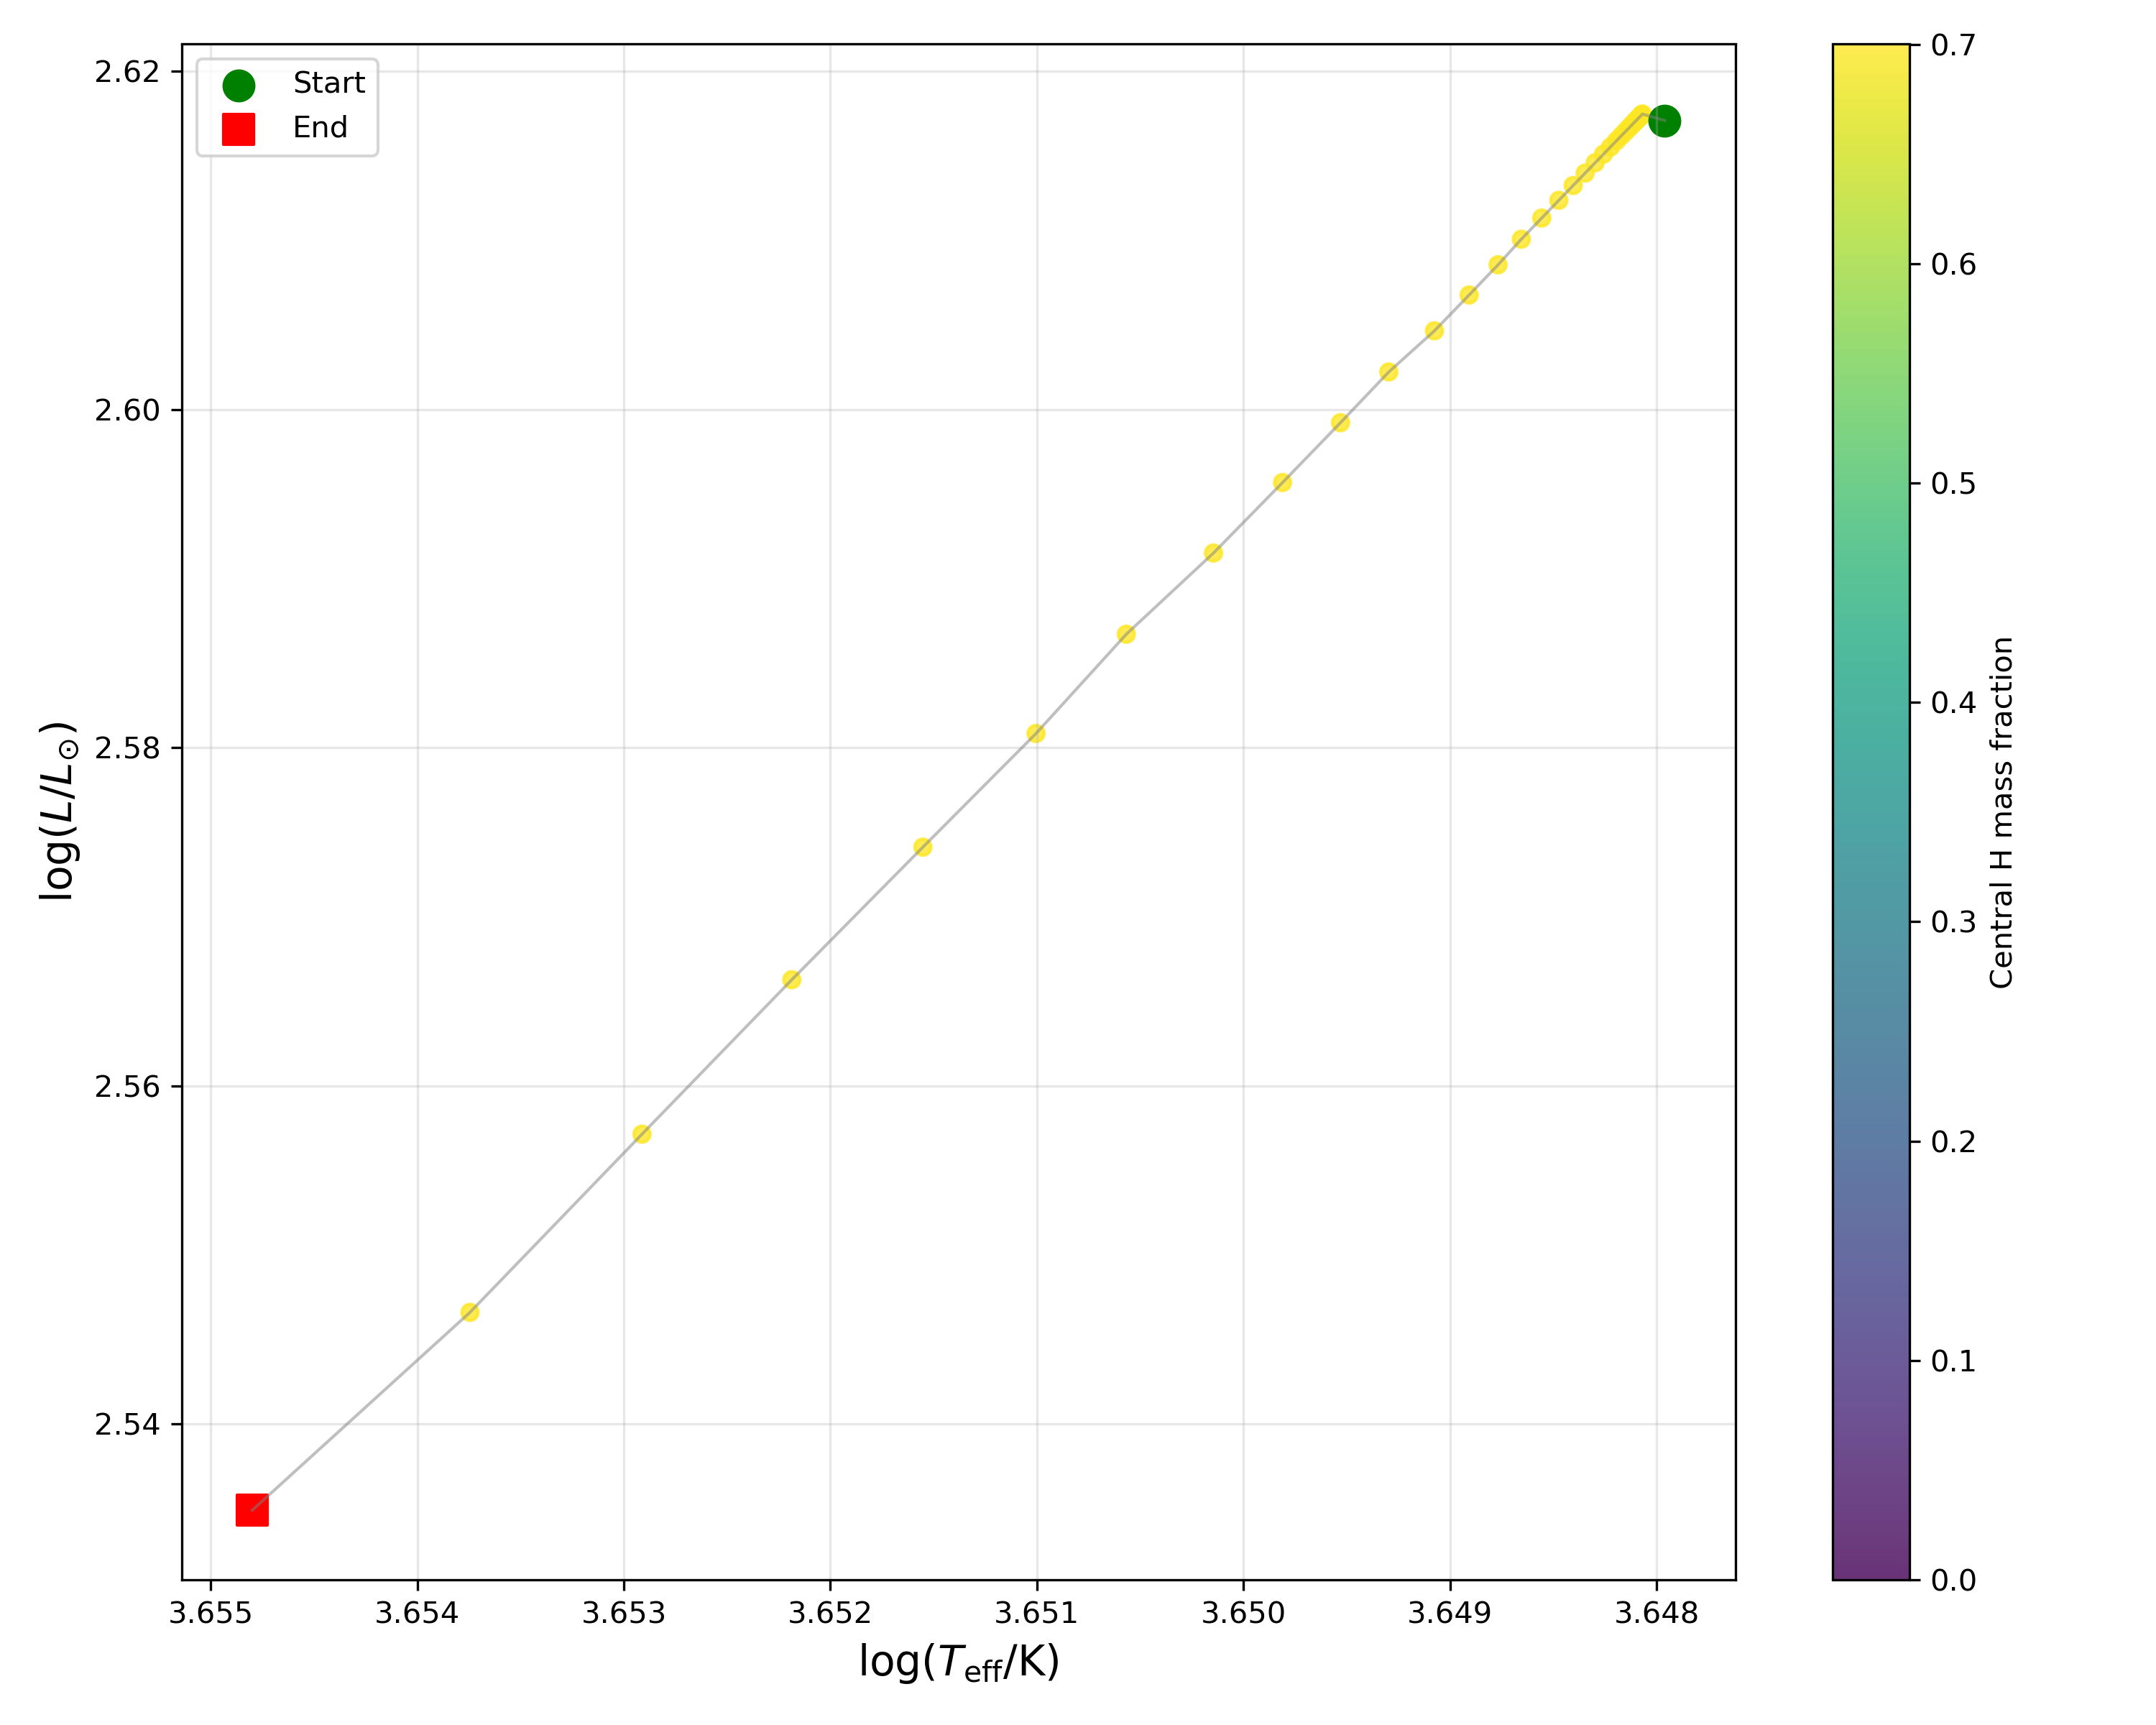 Start
End
2.62
2.60
2.58
2.56
2.54
log(L/L⊙)
3.655 3.654 3.653 3.652 3.651 3.650 3.649 3.648
log(Teff/K)
0.7
0.6
0.5
0.4
0.3
0.2
0.1
0.0
Central H mass fraction